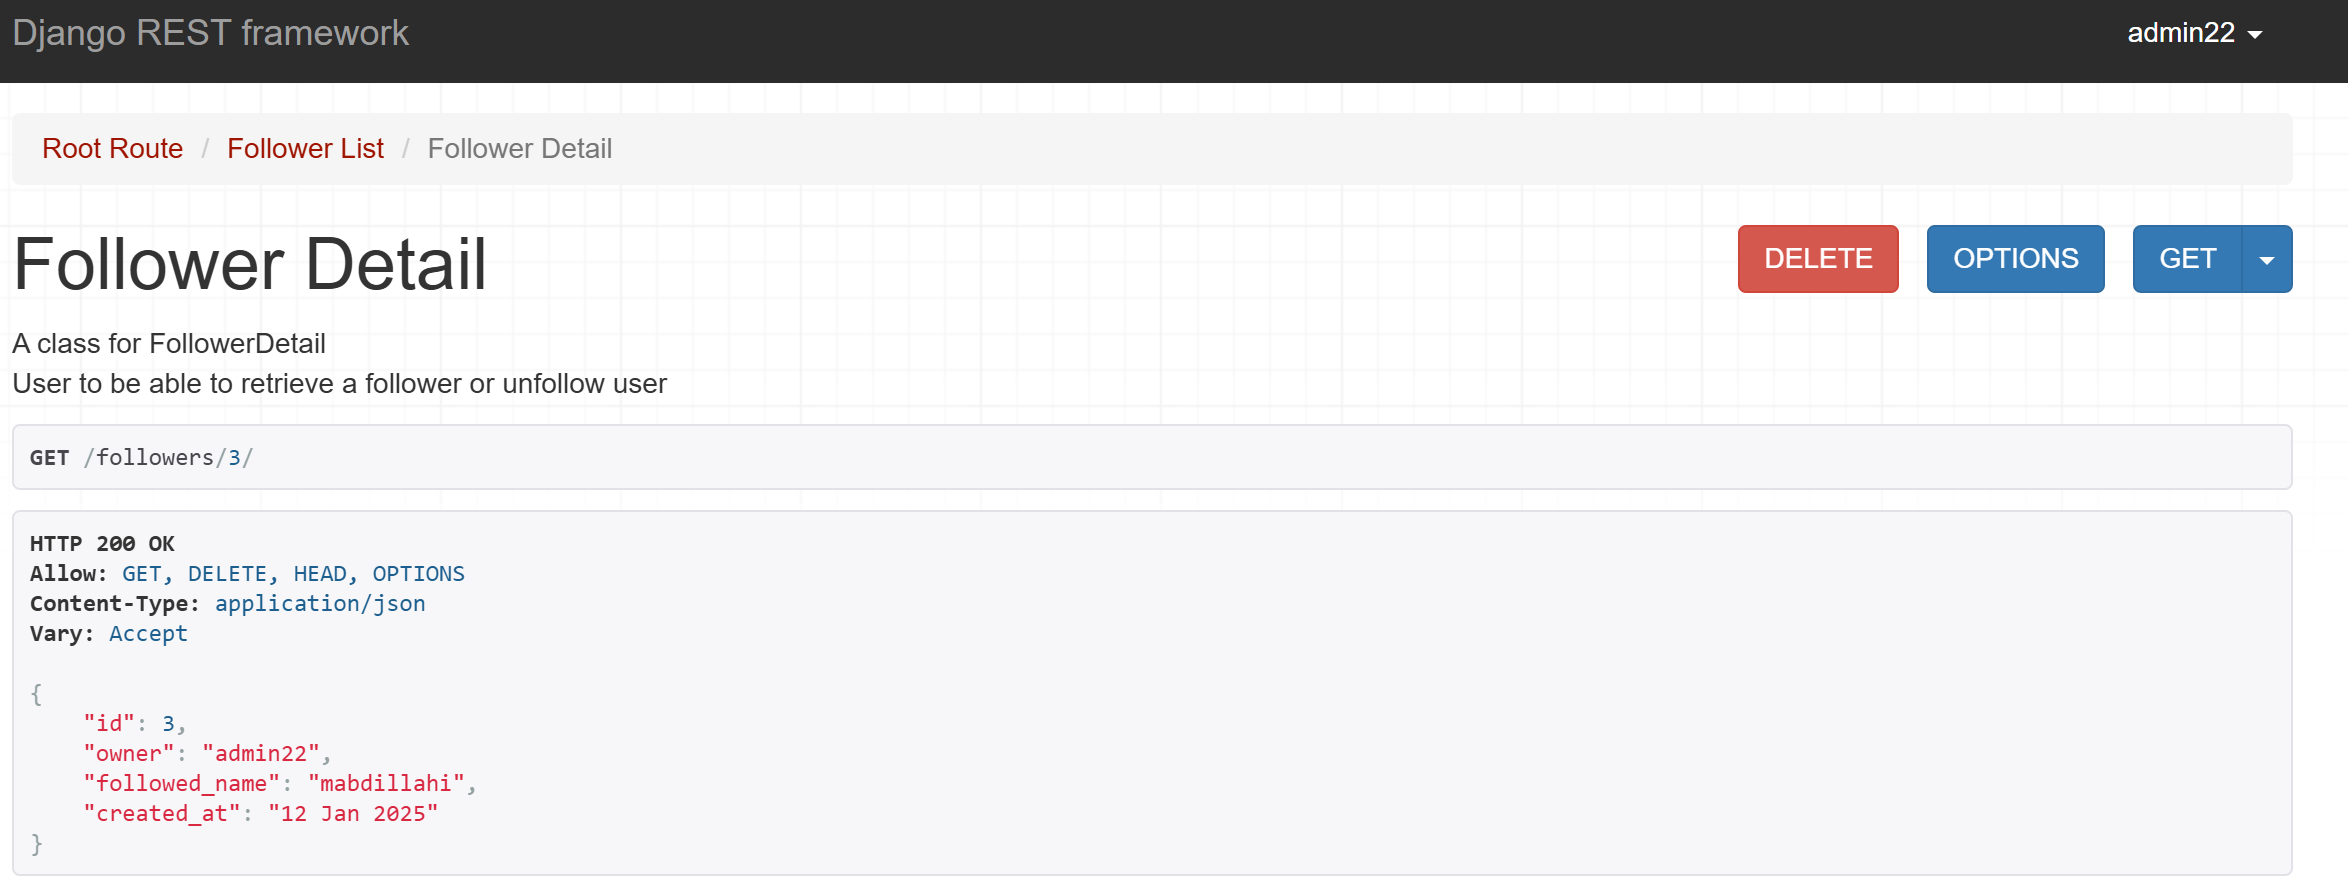 Django REST framework
admin22
Root Route / Follower List / Follower Detail
Follower Detail
DELETE
OPTIONS
GET
A class for FollowerDetail
User to be able to retrieve a follower or unfollow user
GET /followers/3/
HTTP 200 OK
Allow: GET, DELETE, HEAD, OPTIONS
Content-Type: application/json
Vary: Accept
{
    "id": 3,
    "owner": "admin22",
    "followed_name": "mabdillahi",
    "created_at": "12 Jan 2025"
}